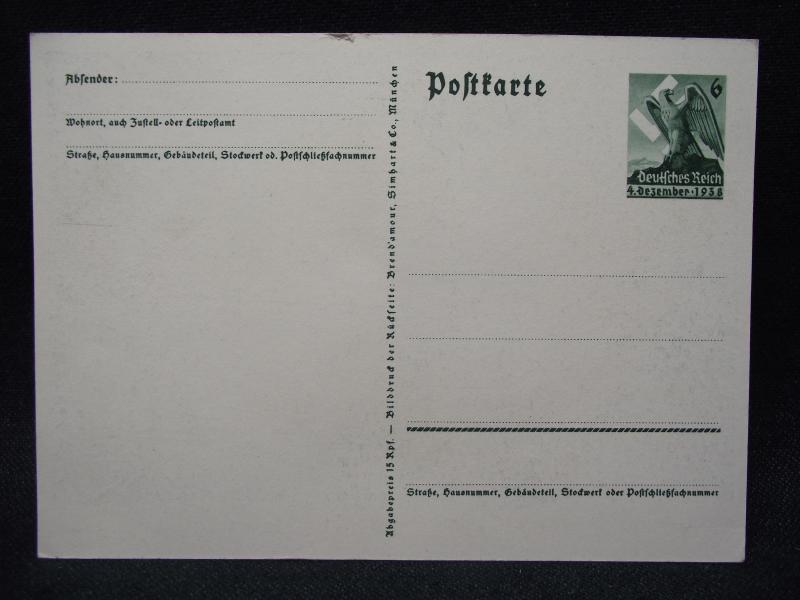 Absender:
Wohnort, auch Zustell- oder Leitpostamt
Straße, Hausnummer, Gebäudeteil, Stockwerk od. Postschließfachnummer
Abgabepreis 15 Rpf. — Bilddruck der Rückseite: Brend'amour, Simhart & Co., München
Postkarte
6
Deutsches Reich
4. Dezember · 1938
Straße, Hausnummer, Gebäudeteil, Stockwerk oder Postschließfachnummer